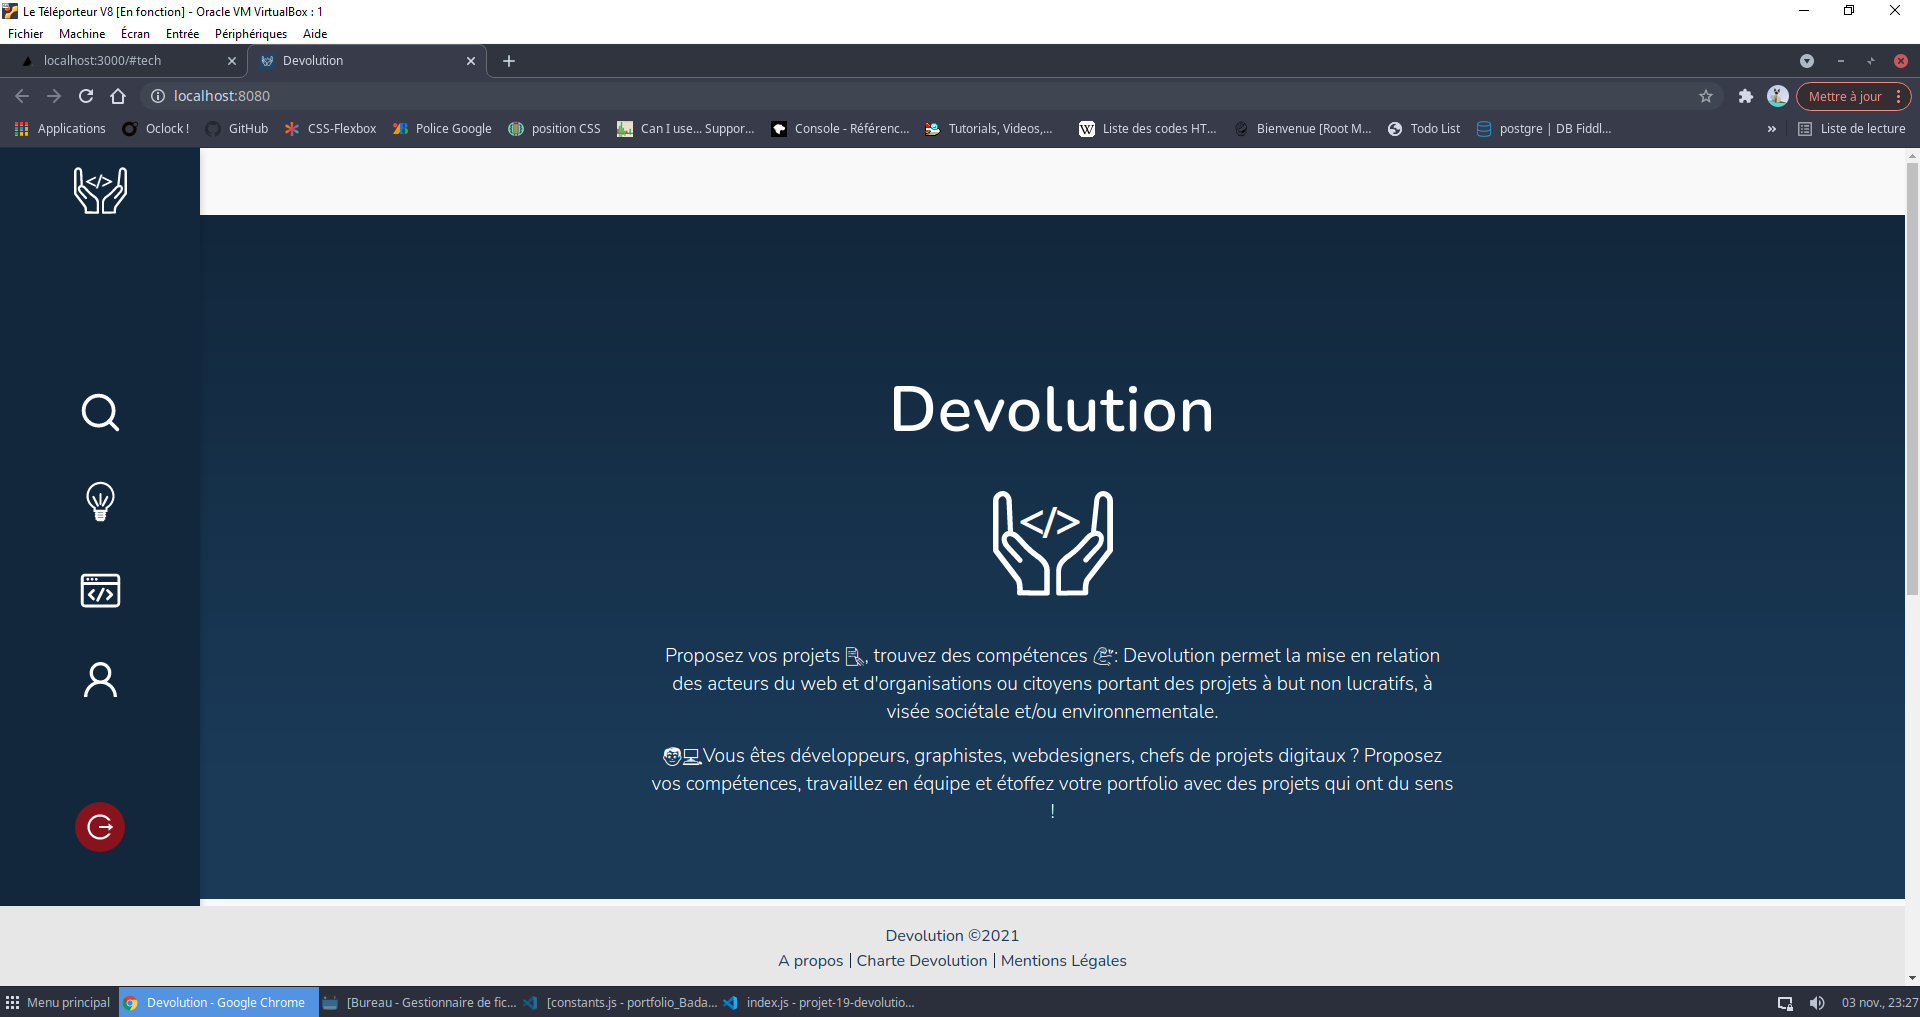 Le Téléporteur V8 [En fonction] - Oracle VM VirtualBox : 1
Fichier Machine Écran Entrée Périphériques Aide
localhost:3000/#tech Devolution
localhost:8080 Mettre à jour
Applications Oclock ! GitHub CSS-Flexbox Police Google position CSS Can I use... Suppor... Console - Référenc... Tutorials, Videos,... Liste des codes HT... Bienvenue [Root M... Todo List postgre | DB Fiddl... » Liste de lecture
</>
Devolution
</>
Proposez vos projets , trouvez des compétences : Devolution permet la mise en relation
des acteurs du web et d'organisations ou citoyens portant des projets à but non lucratifs, à
visée sociétale et/ou environnementale.
Vous êtes développeurs, graphistes, webdesigners, chefs de projets digitaux ? Proposez
vos compétences, travaillez en équipe et étoffez votre portfolio avec des projets qui ont du sens
!
Devolution ©2021
A propos | Charte Devolution | Mentions Légales
Menu principal Devolution - Google Chrome [Bureau - Gestionnaire de fic... [constants.js - portfolio_Bada... index.js - projet-19-devolutio... 03 nov., 23:27